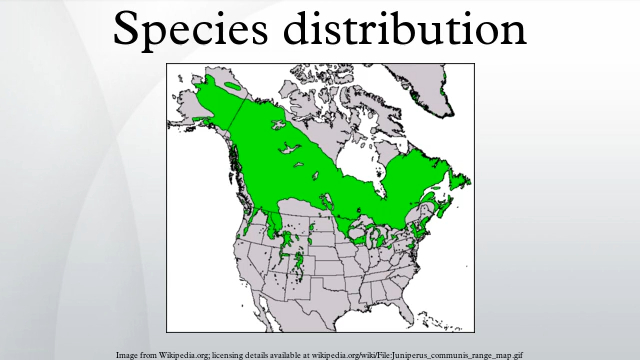 Species distribution
Image from Wikipedia.org; licensing details available at wikipedia.org/wiki/File:Juniperus_communis_range_map.gif